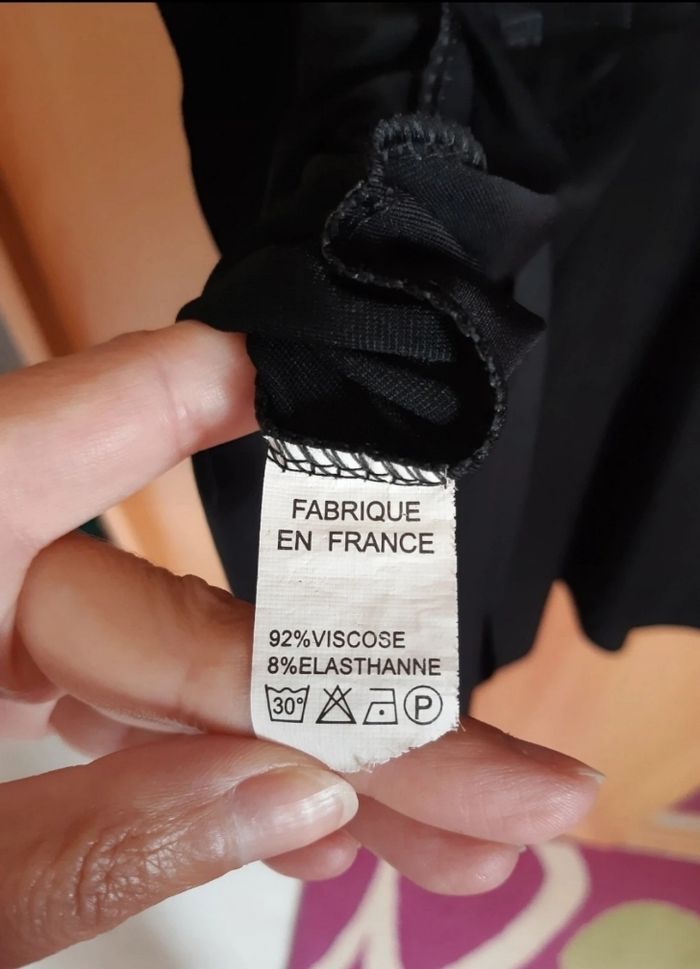 FABRIQUE
EN FRANCE
92%VISCOSE
8%ELASTHANNE
30° P